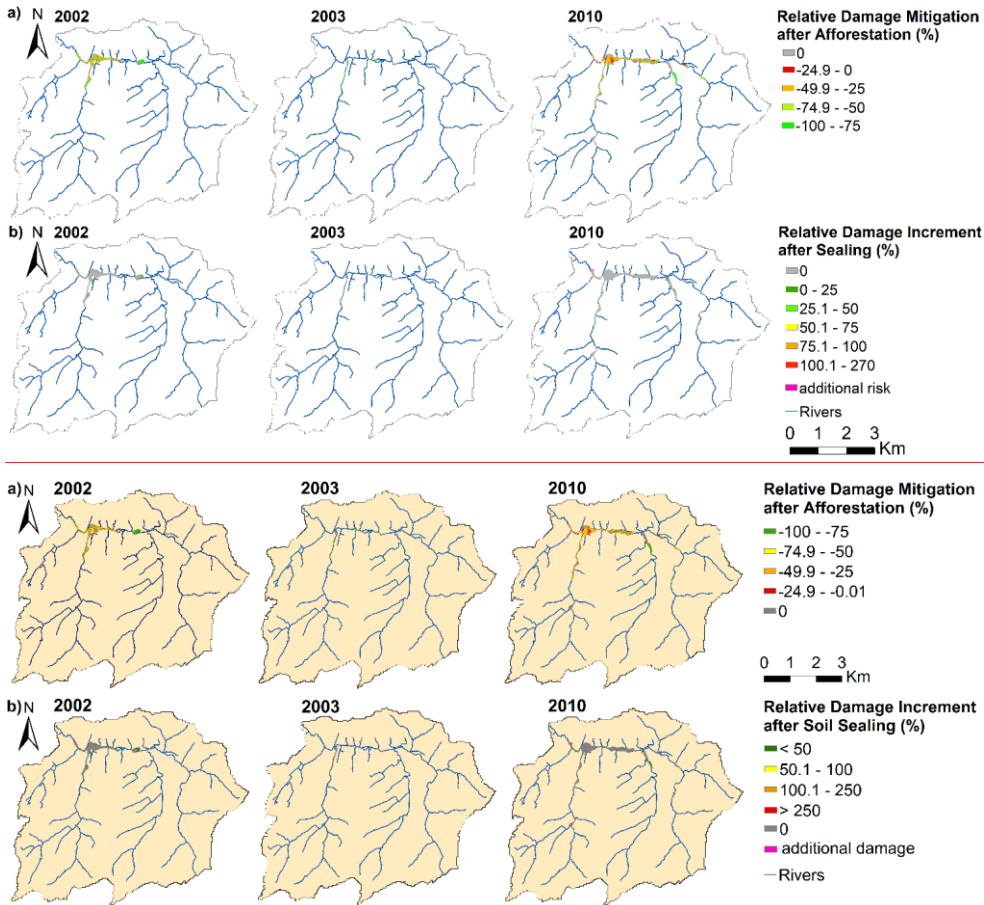 a)
N
2002
2003
2010
Relative Damage Mitigation
after Afforestation (%)
0
-24.9 - 0
-49.9 - -25
-74.9 - -50
-100 - -75
b)
N
2002
2003
2010
Relative Damage Increment
after Sealing (%)
0
0 - 25
25.1 - 50
50.1 - 75
75.1 - 100
100.1 - 270
additional risk
Rivers
0 1 2 3
Km
a)
N
2002
2003
2010
Relative Damage Mitigation
after Afforestation (%)
-100 - -75
-74.9 - -50
-49.9 - -25
-24.9 - -0.01
0
0 1 2 3
Km
b)
N
2002
2003
2010
Relative Damage Increment
after Soil Sealing (%)
< 50
50.1 - 100
100.1 - 250
> 250
0
additional damage
Rivers